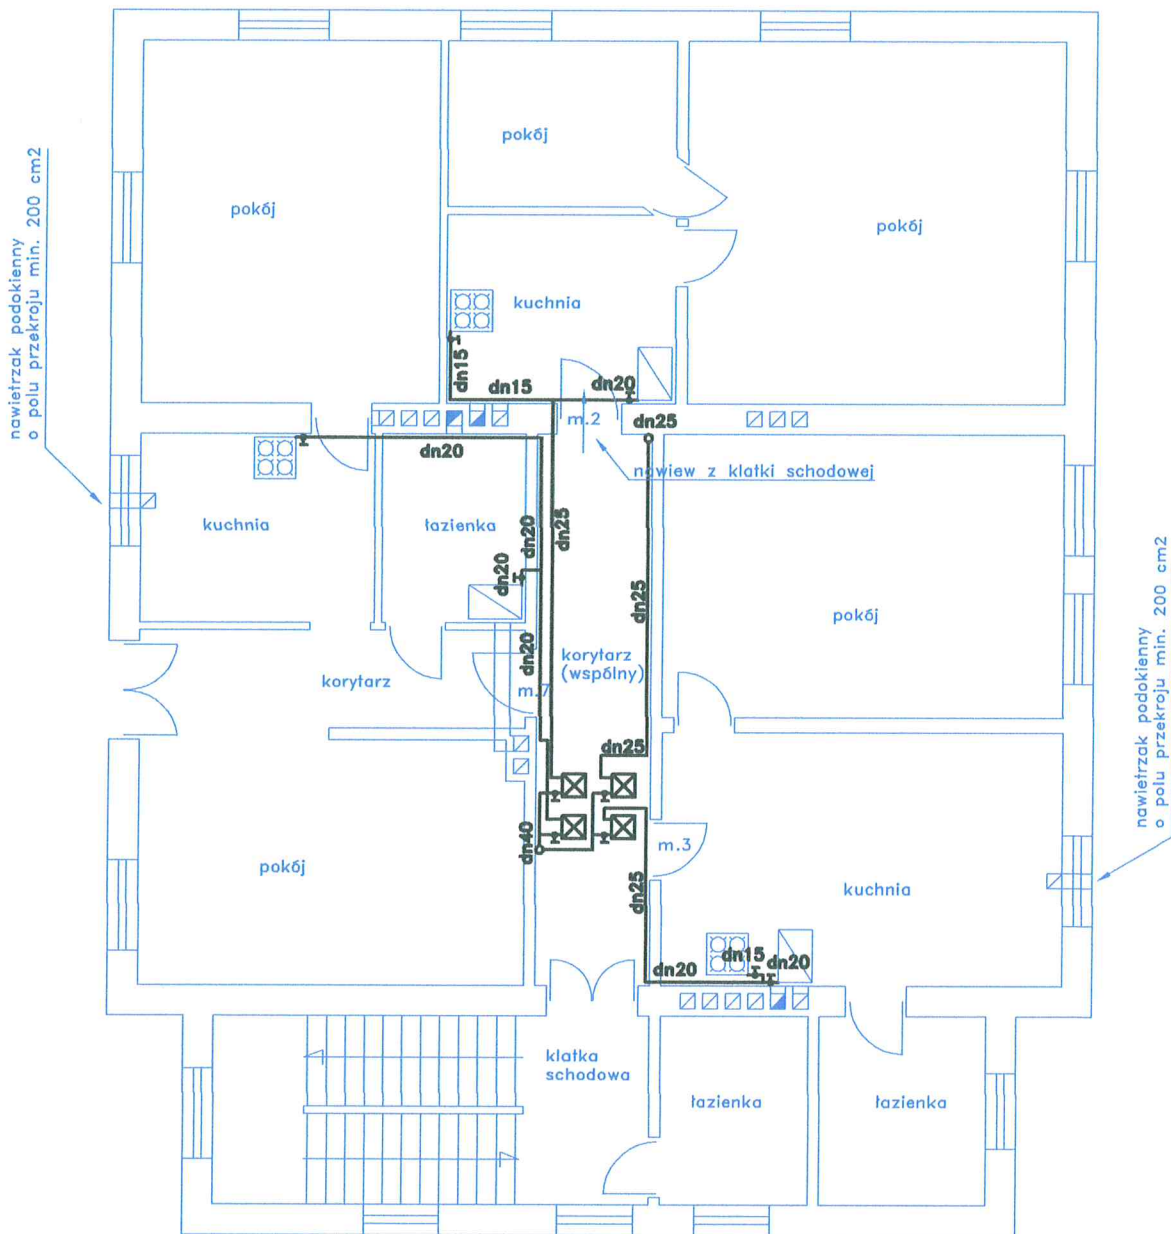 pokój
pokój
pokój
nawietrzak podokienny
o polu przekroju min. 200 cm2
kuchnia
dn15
dn15
dn20
m.2
dn25
dn20
nawiew z klatki schodowej
kuchnia
łazienka
dn20
dn25
dn20
dn25
pokój
nawietrzak podokienny
o polu przekroju min. 200 cm2
dn20
korytarz
(wspólny)
korytarz
m.7
dn25
dn40
m.3
pokój
kuchnia
dn25
dn15
dn20
dn20
klatka
schodowa
łazienka
łazienka